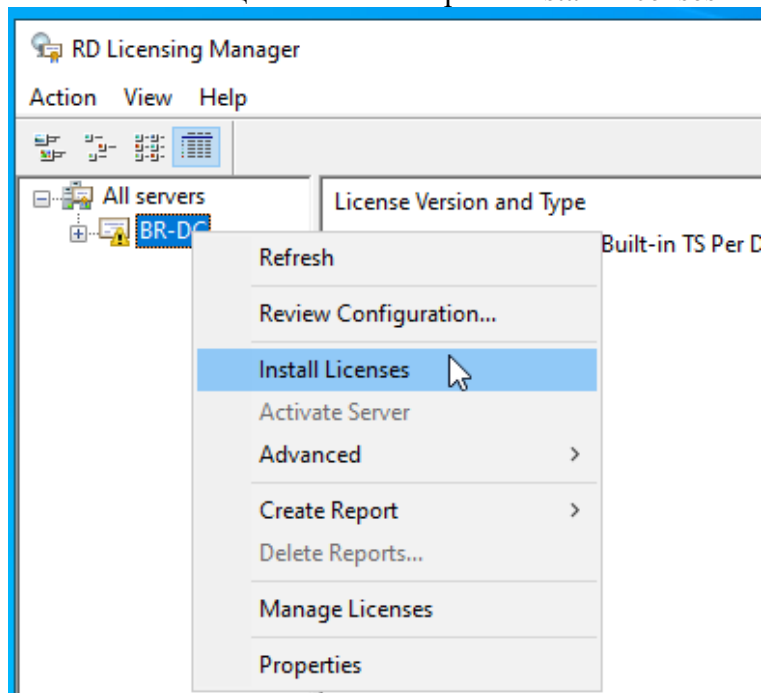 RD Licensing Manager
Action View Help
All servers
License Version and Type
BR-DC
Built-in TS Per D
Refresh
Review Configuration...
Install Licenses
Activate Server
Advanced
Create Report
Delete Reports...
Manage Licenses
Properties